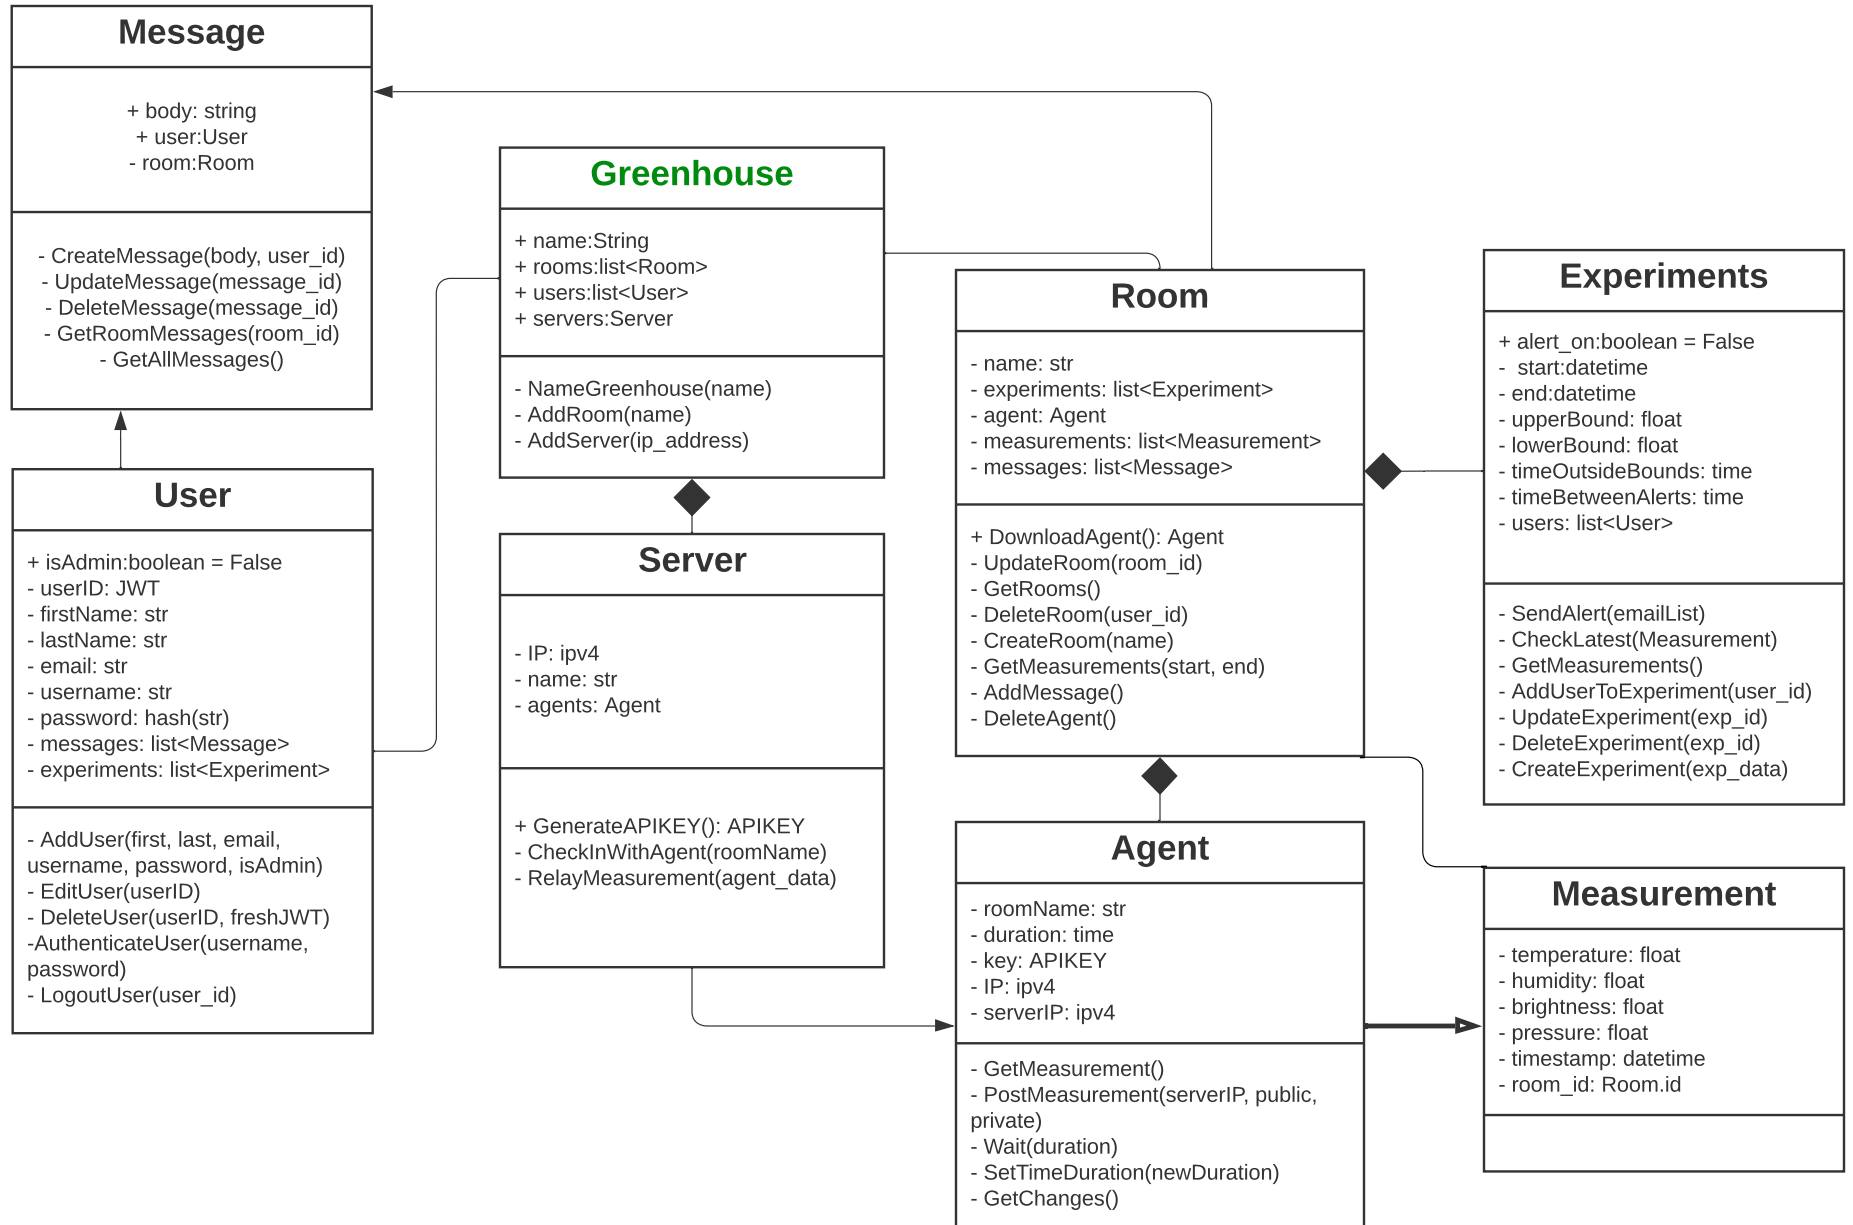 Message
+ body: string
+ user:User
- room:Room
- CreateMessage(body, user_id)
- UpdateMessage(message_id)
- DeleteMessage(message_id)
- GetRoomMessages(room_id)
- GetAllMessages()
User
+ isAdmin:boolean = False
- userID: JWT
- firstName: str
- lastName: str
- email: str
- username: str
- password: hash(str)
- messages: list<Message>
- experiments: list<Experiment>
- AddUser(first, last, email,
username, password, isAdmin)
- EditUser(userID)
- DeleteUser(userID, freshJWT)
-AuthenticateUser(username,
password)
- LogoutUser(user_id)
Greenhouse
+ name:String
+ rooms:list<Room>
+ users:list<User>
+ servers:Server
- NameGreenhouse(name)
- AddRoom(name)
- AddServer(ip_address)
Server
- IP: ipv4
- name: str
- agents: Agent
+ GenerateAPIKEY(): APIKEY
- CheckInWithAgent(roomName)
- RelayMeasurement(agent_data)
Room
- name: str
- experiments: list<Experiment>
- agent: Agent
- measurements: list<Measurement>
- messages: list<Message>
+ DownloadAgent(): Agent
- UpdateRoom(room_id)
- GetRooms()
- DeleteRoom(user_id)
- CreateRoom(name)
- GetMeasurements(start, end)
- AddMessage()
- DeleteAgent()
Agent
- roomName: str
- duration: time
- key: APIKEY
- IP: ipv4
- serverIP: ipv4
- GetMeasurement()
- PostMeasurement(serverIP, public,
private)
- Wait(duration)
- SetTimeDuration(newDuration)
- GetChanges()
Experiments
+ alert_on:boolean = False
-  start:datetime
- end:datetime
- upperBound: float
- lowerBound: float
- timeOutsideBounds: time
- timeBetweenAlerts: time
- users: list<User>
- SendAlert(emailList)
- CheckLatest(Measurement)
- GetMeasurements()
- AddUserToExperiment(user_id)
- UpdateExperiment(exp_id)
- DeleteExperiment(exp_id)
- CreateExperiment(exp_data)
Measurement
- temperature: float
- humidity: float
- brightness: float
- pressure: float
- timestamp: datetime
- room_id: Room.id